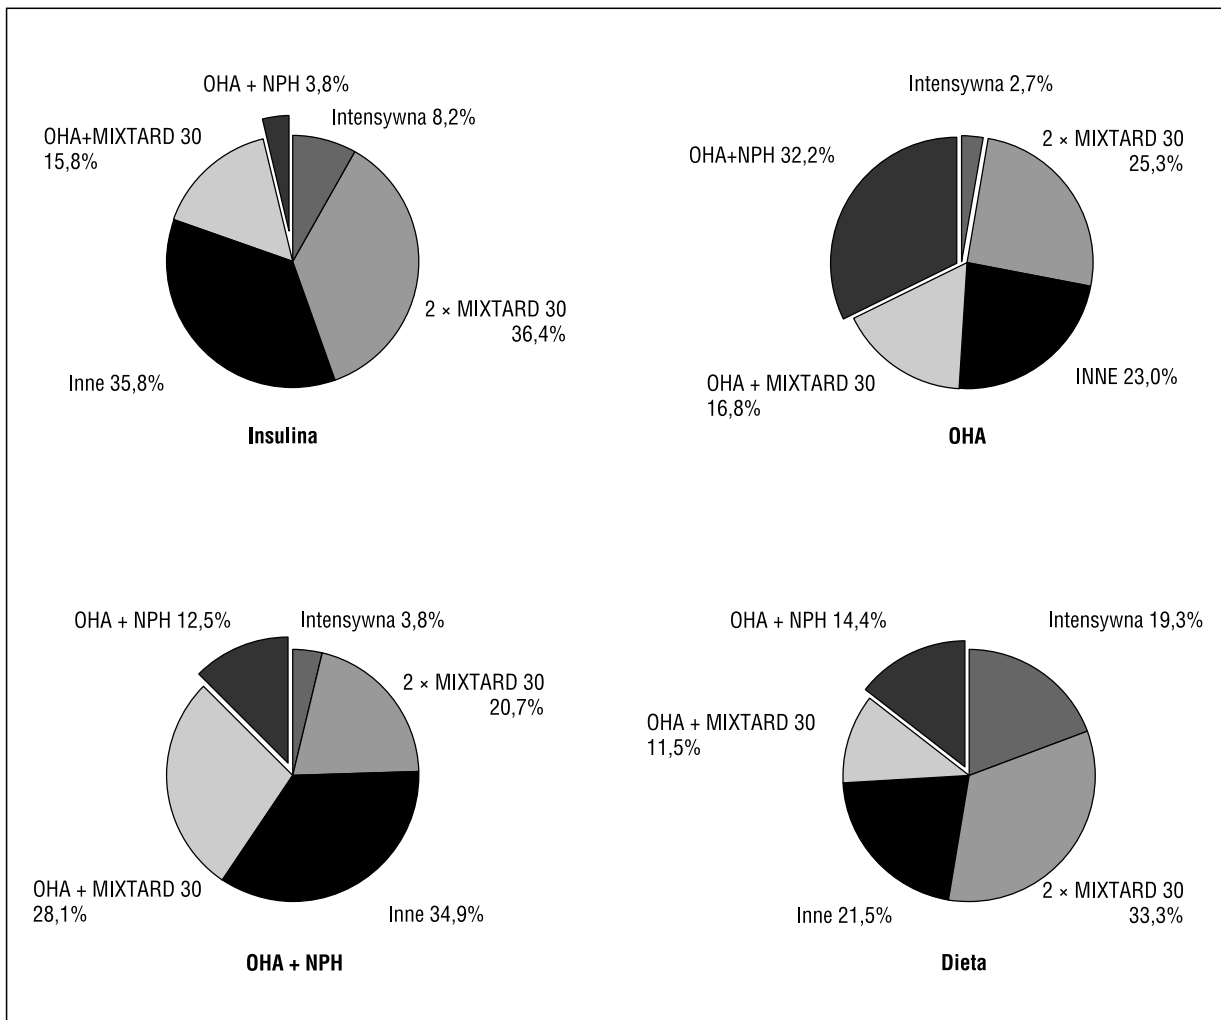 OHA + NPH 3,8%
Intensywna 8,2%
OHA+MIXTARD 30
15,8%
2 × MIXTARD 30
36,4%
Inne 35,8%
Insulina
Intensywna 2,7%
2 × MIXTARD 30
25,3%
OHA+NPH 32,2%
INNE 23,0%
OHA + MIXTARD 30
16,8%
OHA
OHA + NPH 12,5%
Intensywna 3,8%
2 × MIXTARD 30
20,7%
OHA + MIXTARD 30
28,1%
Inne 34,9%
OHA + NPH
OHA + NPH 14,4%
Intensywna 19,3%
OHA + MIXTARD 30
11,5%
2 × MIXTARD 30
33,3%
Inne 21,5%
Dieta